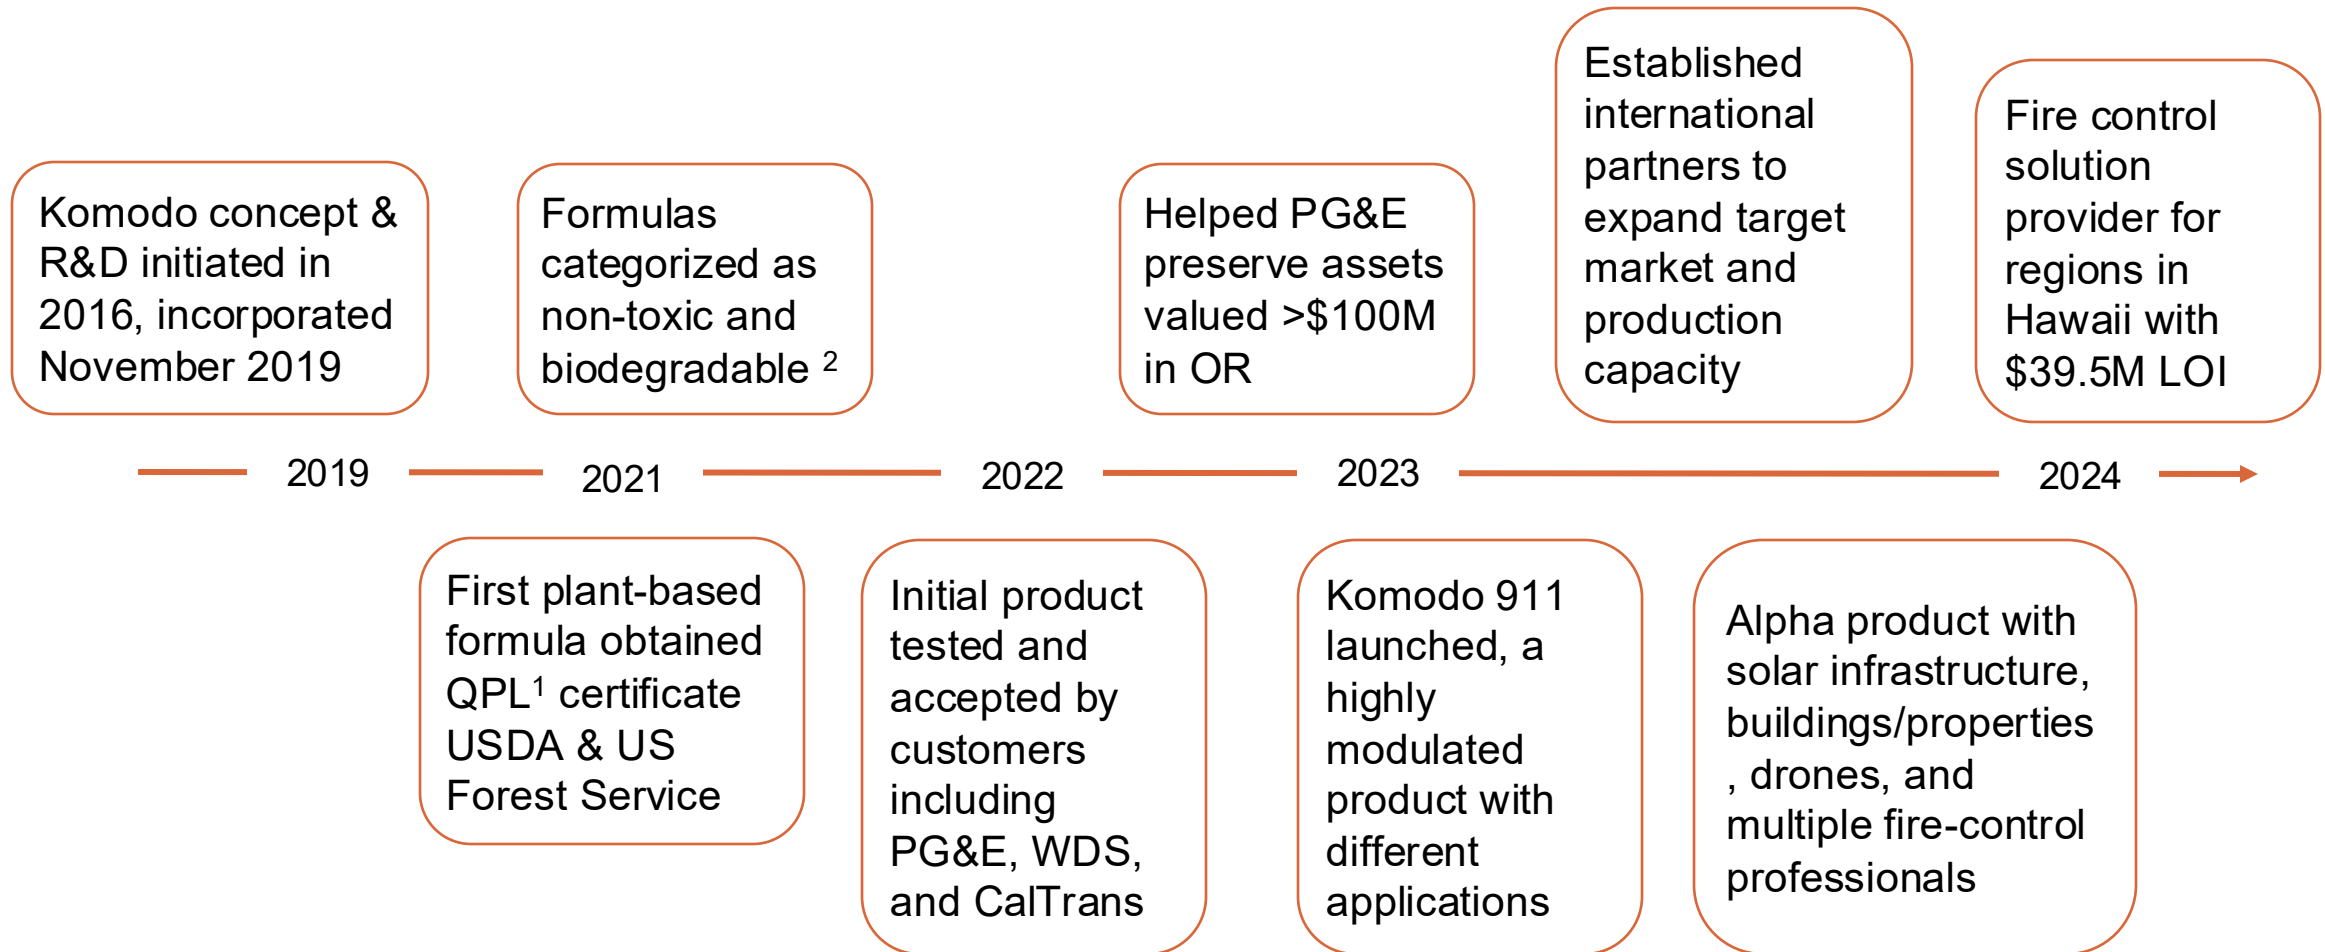 Komodo concept &
R&D initiated in
2016, incorporated
November 2019
Formulas
categorized as
non-toxic and
biodegradable ²
Helped PG&E
preserve assets
valued >$100M
in OR
Established
international
partners to
expand target
market and
production
capacity
Fire control
solution
provider for
regions in
Hawaii with
$39.5M LOI
2019
2021
2022
2023
2024
First plant-based
formula obtained
QPL¹ certificate
USDA & US
Forest Service
Initial product
tested and
accepted by
customers
including
PG&E, WDS,
and CalTrans
Komodo 911
launched, a
highly
modulated
product with
different
applications
Alpha product with
solar infrastructure,
buildings/properties
, drones, and
multiple fire-control
professionals